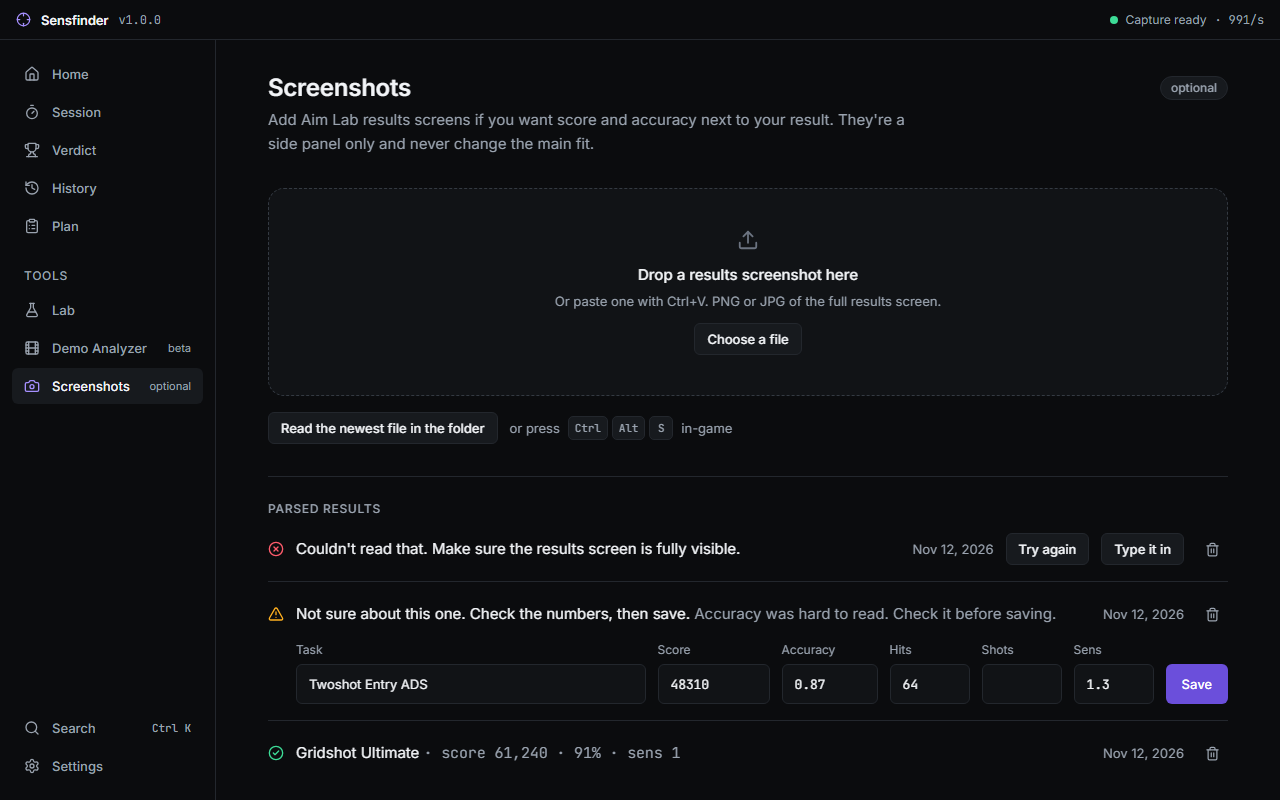 Sensfinder v1.0.0
Capture ready · 991/s
Home
Session
Verdict
History
Plan
TOOLS
Lab
Demo Analyzer beta
Screenshots optional
Search Ctrl K
Settings
Screenshots
optional
Add Aim Lab results screens if you want score and accuracy next to your result. They're a
side panel only and never change the main fit.
Drop a results screenshot here
Or paste one with Ctrl+V. PNG or JPG of the full results screen.
Choose a file
Read the newest file in the folder or press Ctrl Alt S in-game
PARSED RESULTS
Couldn't read that. Make sure the results screen is fully visible. Nov 12, 2026 Try again Type it in
Not sure about this one. Check the numbers, then save. Accuracy was hard to read. Check it before saving. Nov 12, 2026
Task Score Accuracy Hits Shots Sens
Twoshot Entry ADS 48310 0.87 64 1.3 Save
Gridshot Ultimate · score 61,240 · 91% · sens 1 Nov 12, 2026